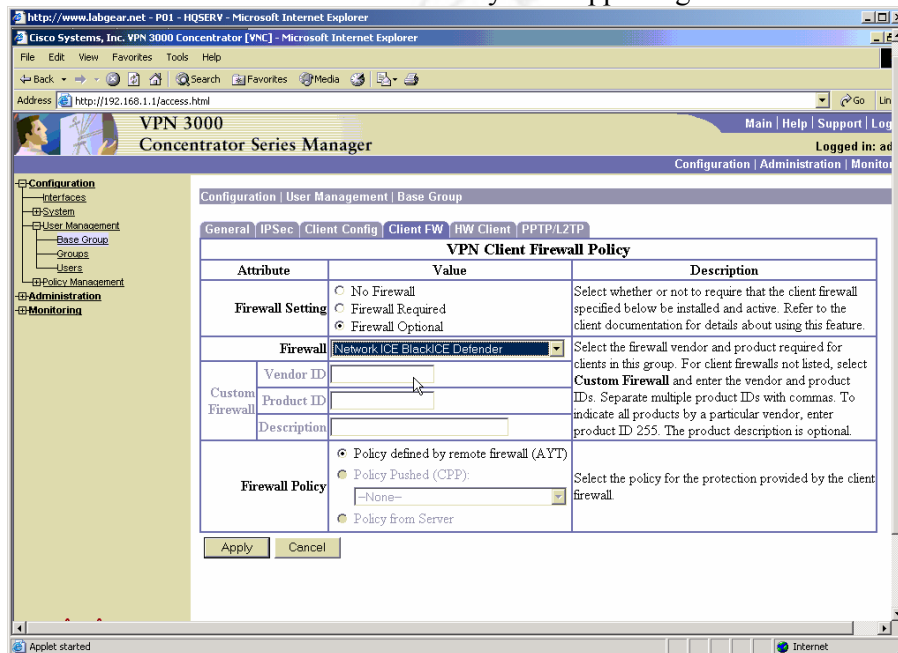 http://www.labgear.net - P01 - HQSERV - Microsoft Internet Explorer
Cisco Systems, Inc. VPN 3000 Concentrator [VNC] - Microsoft Internet Explorer
File Edit View Favorites Tools Help
Back Search Favorites Media
Address http://192.168.1.1/access.html Go Lin
VPN 3000
Concentrator Series Manager
Main | Help | Support | Log
Logged in: ad
Configuration | Administration | Monitor
Configuration
Interfaces
System
User Management
Base Group
Groups
Users
Policy Management
Administration
Monitoring
Configuration | User Management | Base Group
General IPSec Client Config Client FW HW Client PPTP/L2TP
VPN Client Firewall Policy
Attribute Value Description
Firewall Setting
No Firewall
Firewall Required
Firewall Optional
Select whether or not to require that the client firewall
specified below be installed and active. Refer to the
client documentation for details about using this feature.
Firewall Network ICE BlackICE Defender
Custom Firewall
Vendor ID
Product ID
Description
Select the firewall vendor and product required for
clients in this group. For client firewalls not listed, select
Custom Firewall and enter the vendor and product
IDs. Separate multiple product IDs with commas. To
indicate all products by a particular vendor, enter
product ID 255. The product description is optional.
Firewall Policy
Policy defined by remote firewall (AYT)
Policy Pushed (CPP):
--None--
Policy from Server
Select the policy for the protection provided by the client
firewall.
Apply Cancel
Applet started Internet